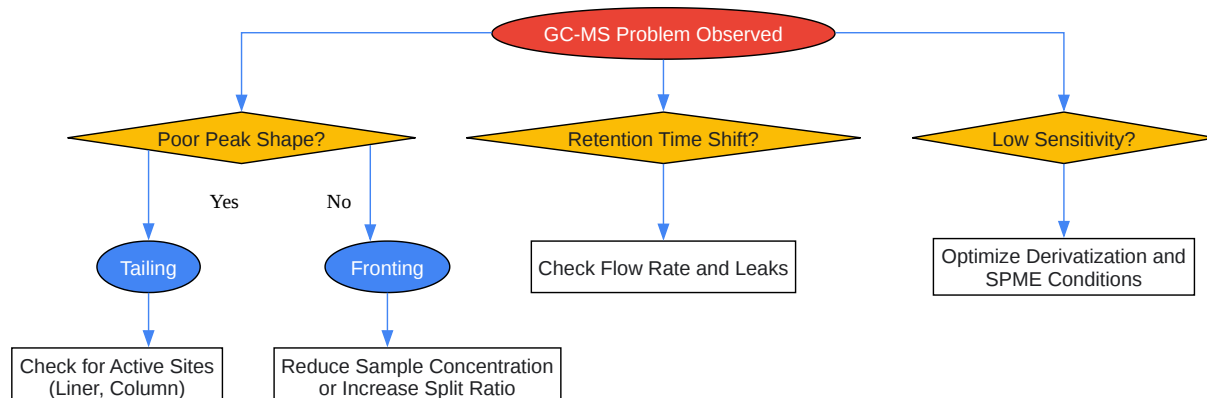 GC-MS Problem Observed
Poor Peak Shape?
Retention Time Shift?
Low Sensitivity?
Yes
No
Tailing
Fronting
Check Flow Rate and Leaks
Optimize Derivatization and
SPME Conditions
Check for Active Sites
(Liner, Column)
Reduce Sample Concentration
or Increase Split Ratio